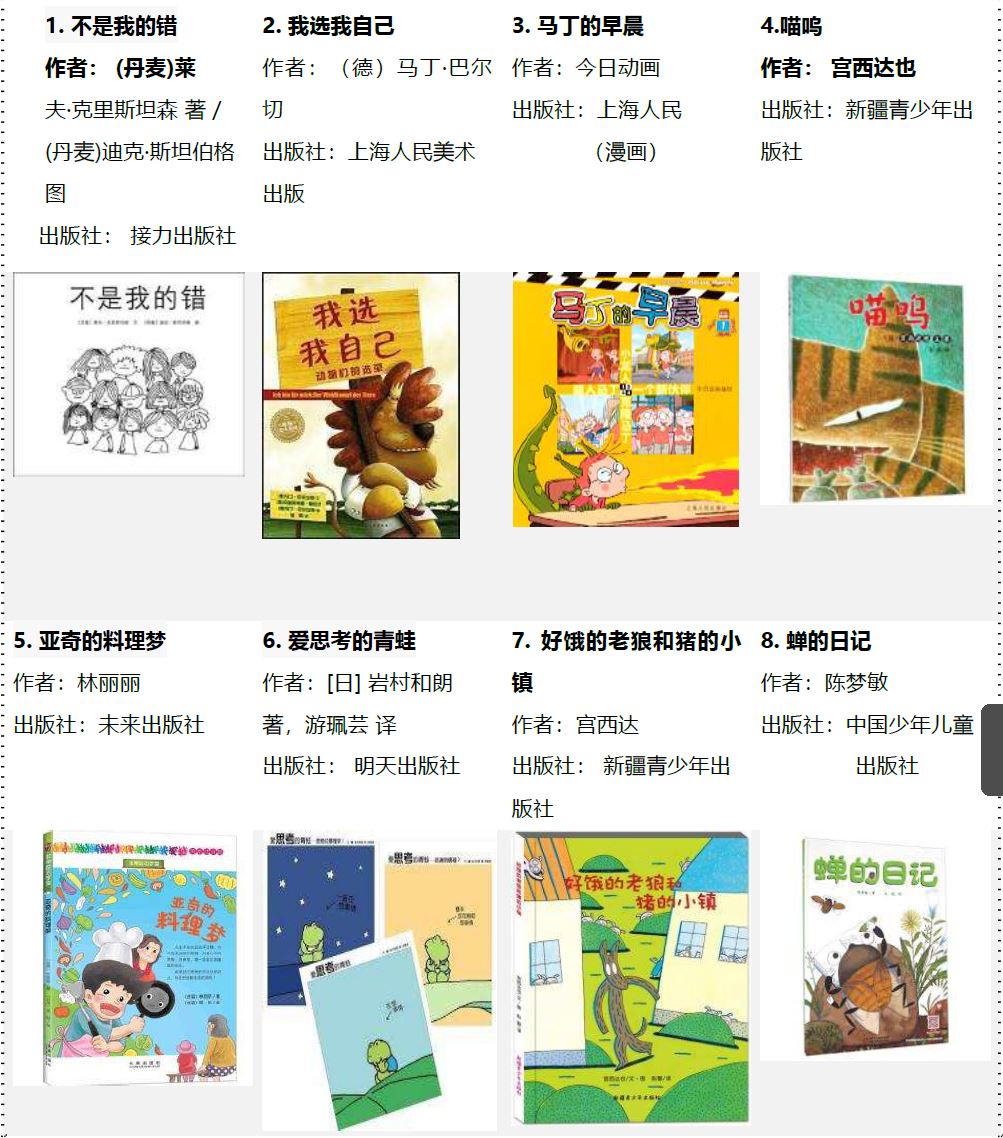 1. 不是我的错
作者： (丹麦)莱
夫·克里斯坦森 著 /
(丹麦)迪克·斯坦伯格
图
出版社： 接力出版社
2. 我选我自己
作者：（德）马丁·巴尔
切
出版社：上海人民美术
出版
3. 马丁的早晨
作者：今日动画
出版社：上海人民
（漫画）
4.喵呜
作者： 宫西达也
出版社：新疆青少年出
版社
不是我的错
我选
我自己
动物们的选举
马丁的早晨
喵呜
5. 亚奇的料理梦
作者：林丽丽
出版社：未来出版社
6. 爱思考的青蛙
作者：[日] 岩村和朗
著，游珮芸 译
出版社： 明天出版社
7. 好饿的老狼和猪的小
镇
作者：宫西达
出版社： 新疆青少年出
版社
8. 蝉的日记
作者：陈梦敏
出版社：中国少年儿童
出版社
亚奇的
料理梦
爱思考的青蛙
爱思考的青蛙
爱思考的青蛙
好饿的老狼和
猪的小镇
蝉的日记